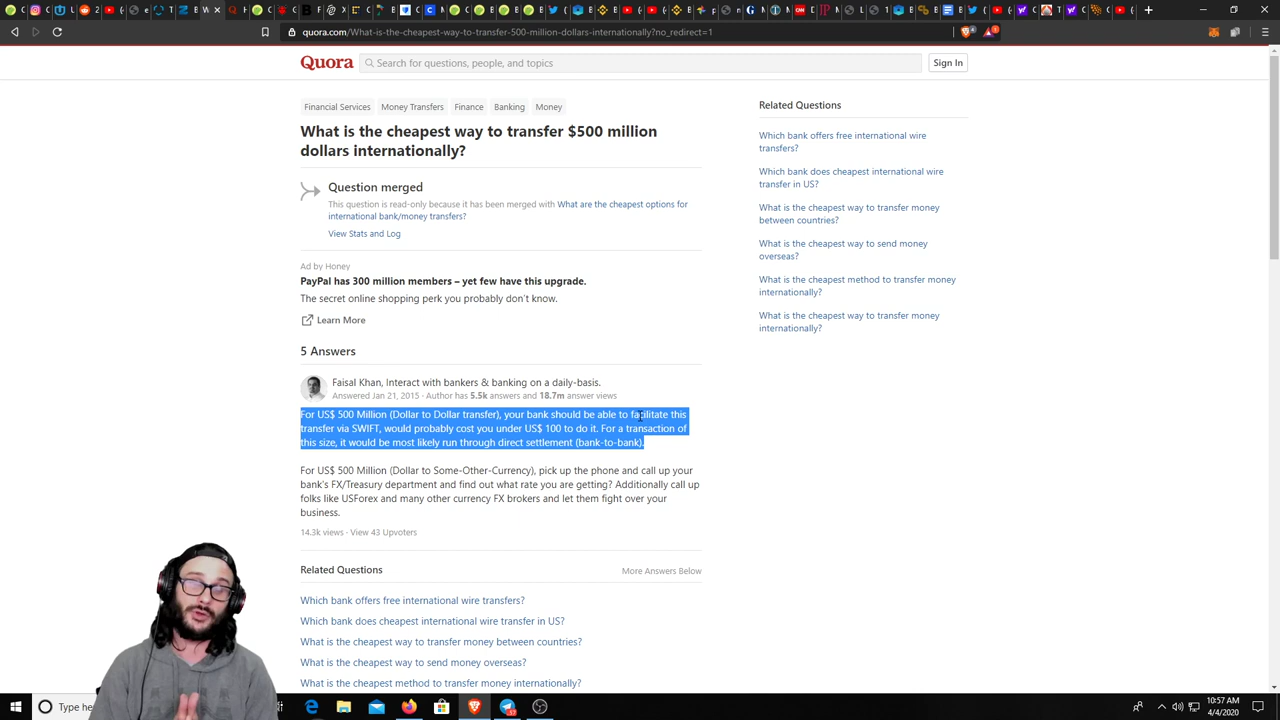 quora.com/What-is-the-cheapest-way-to-transfer-500-million-dollars-internationally?no_redirect=1
Quora
Search for questions, people, and topics
Sign In
Financial Services
Money Transfers
Finance
Banking
Money
What is the cheapest way to transfer $500 million
dollars internationally?
Question merged
This question is read-only because it has been merged with What are the cheapest options for
international bank/money transfers?
View Stats and Log
Ad by Honey
PayPal has 300 million members – yet few have this upgrade.
The secret online shopping perk you probably don't know.
Learn More
5 Answers
Faisal Khan, Interact with bankers & banking on a daily-basis.
Answered Jan 21, 2015 · Author has 5.5k answers and 18.7m answer views
For US$ 500 Million (Dollar to Dollar transfer), your bank should be able to facilitate this
transfer via SWIFT, would probably cost you under US$ 100 to do it. For a transaction of
this size, it would be most likely run through direct settlement (bank-to-bank).
For US$ 500 Million (Dollar to Some-Other-Currency), pick up the phone and call up your
bank's FX/Treasury department and find out what rate you are getting? Additionally call up
folks like USForex and many other currency FX brokers and let them fight over your
business.
14.3k views · View 43 Upvoters
Related Questions
More Answers Below
Which bank offers free international wire transfers?
Which bank does cheapest international wire transfer in US?
What is the cheapest way to transfer money between countries?
What is the cheapest way to send money overseas?
What is the cheapest method to transfer money internationally?
Related Questions
Which bank offers free international wire
transfers?
Which bank does cheapest international wire
transfer in US?
What is the cheapest way to transfer money
between countries?
What is the cheapest way to send money
overseas?
What is the cheapest method to transfer money
internationally?
What is the cheapest way to transfer money
internationally?
Type he
10:57 AM
4/4/2020